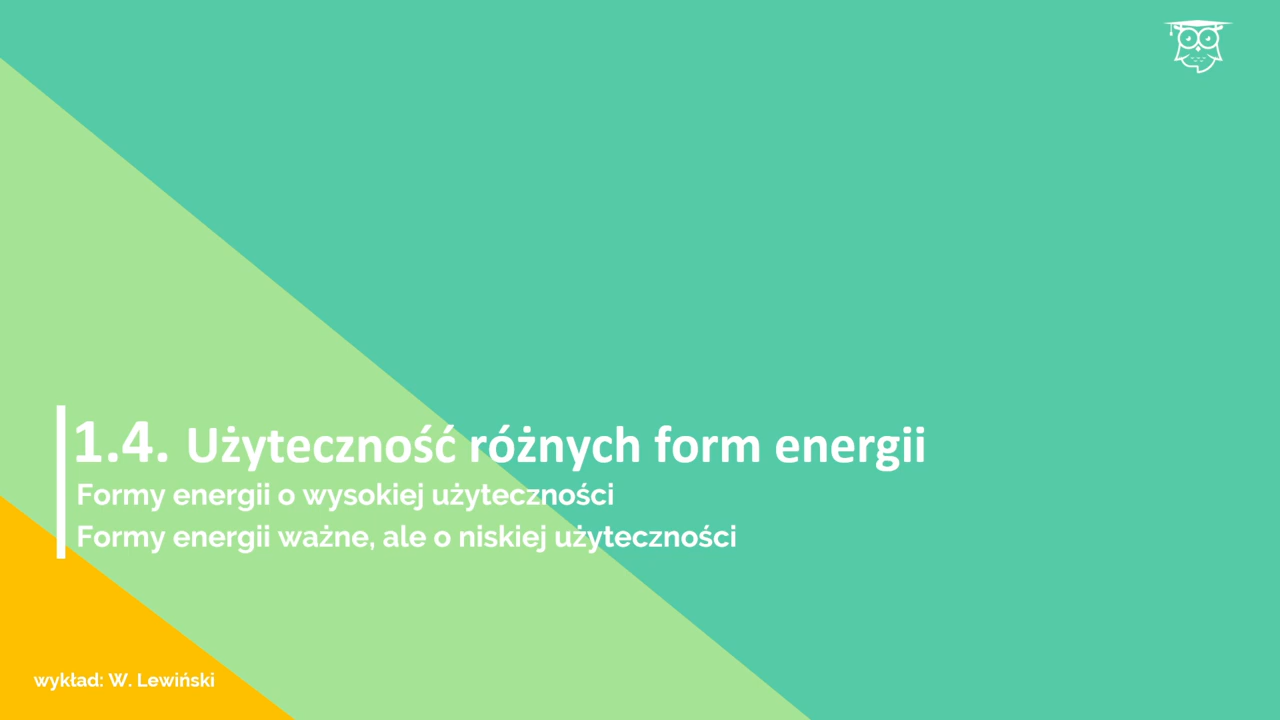 1.4. Użyteczność różnych form energii
Formy energii o wysokiej użyteczności
Formy energii ważne, ale o niskiej użyteczności
wykład: W. Lewiński